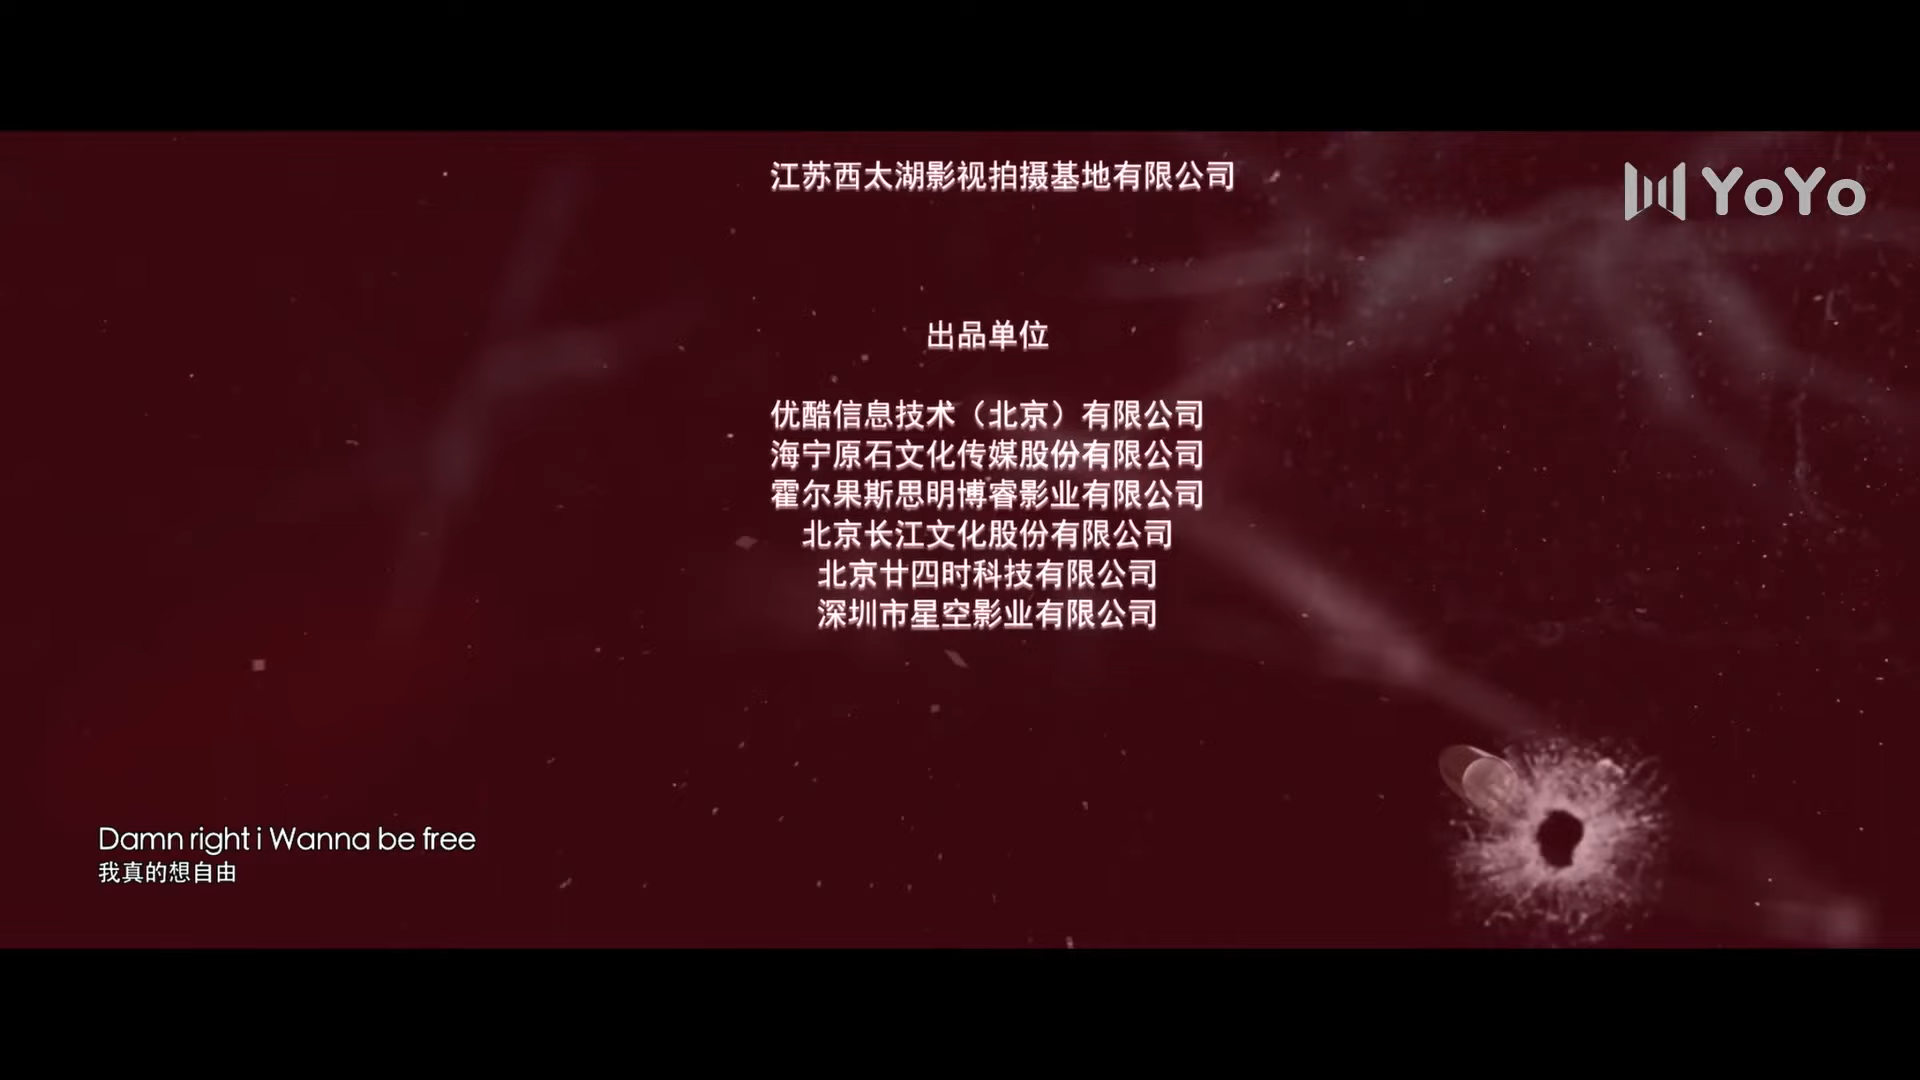 江苏西太湖影视拍摄基地有限公司
YoYo
出品单位
优酷信息技术（北京）有限公司
海宁原石文化传媒股份有限公司
霍尔果斯思明博睿影业有限公司
北京长江文化股份有限公司
北京廿四时科技有限公司
深圳市星空影业有限公司
Damn right i Wanna be free
我真的想自由